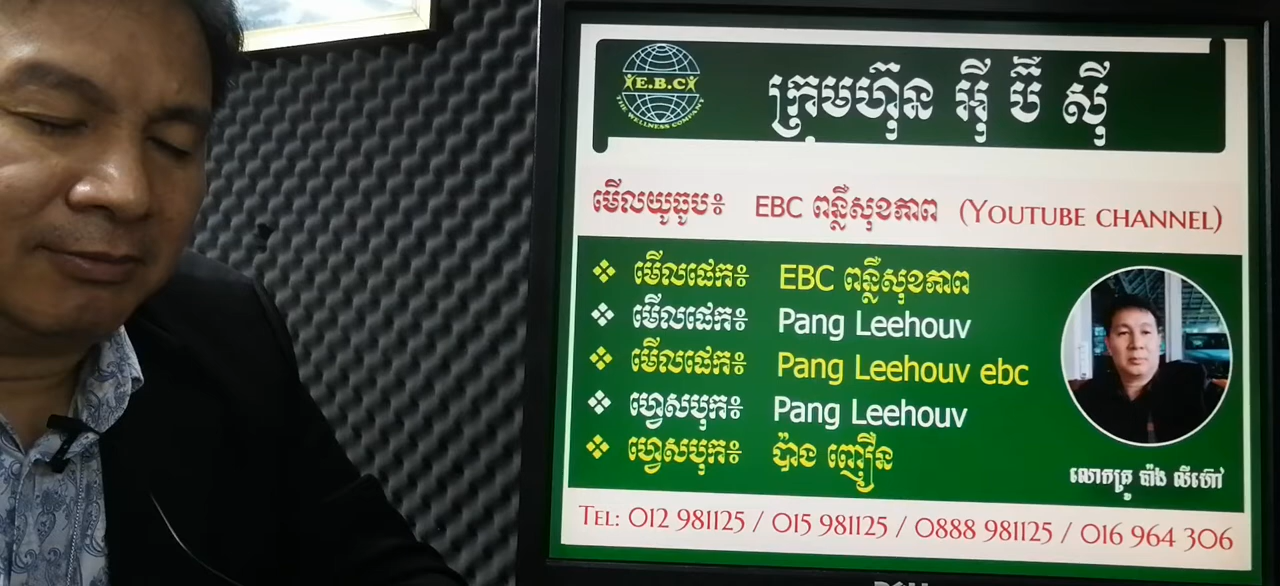 E.B.C
THE WELLNESS COMPANY
ក្រុមហ៊ុន អ៊ី ប៊ី ស៊ី
មើលយូធូប៖ EBC ពន្លឺសុខភាព (YOUTUBE CHANNEL)
❖ មើលផេក៖ EBC ពន្លឺសុខភាព
❖ មើលផេក៖ Pang Leehouv
❖ មើលផេក៖ Pang Leehouv ebc
❖ ហ្វេសបុក៖ Pang Leehouv
❖ ហ្វេសបុក៖ ប៉ាង ញឿន
លោកគ្រូ ប៉ាង លីហ៊ៅ
TEL: 012 981125 / 015 981125 / 0888 981125 / 016 964 306